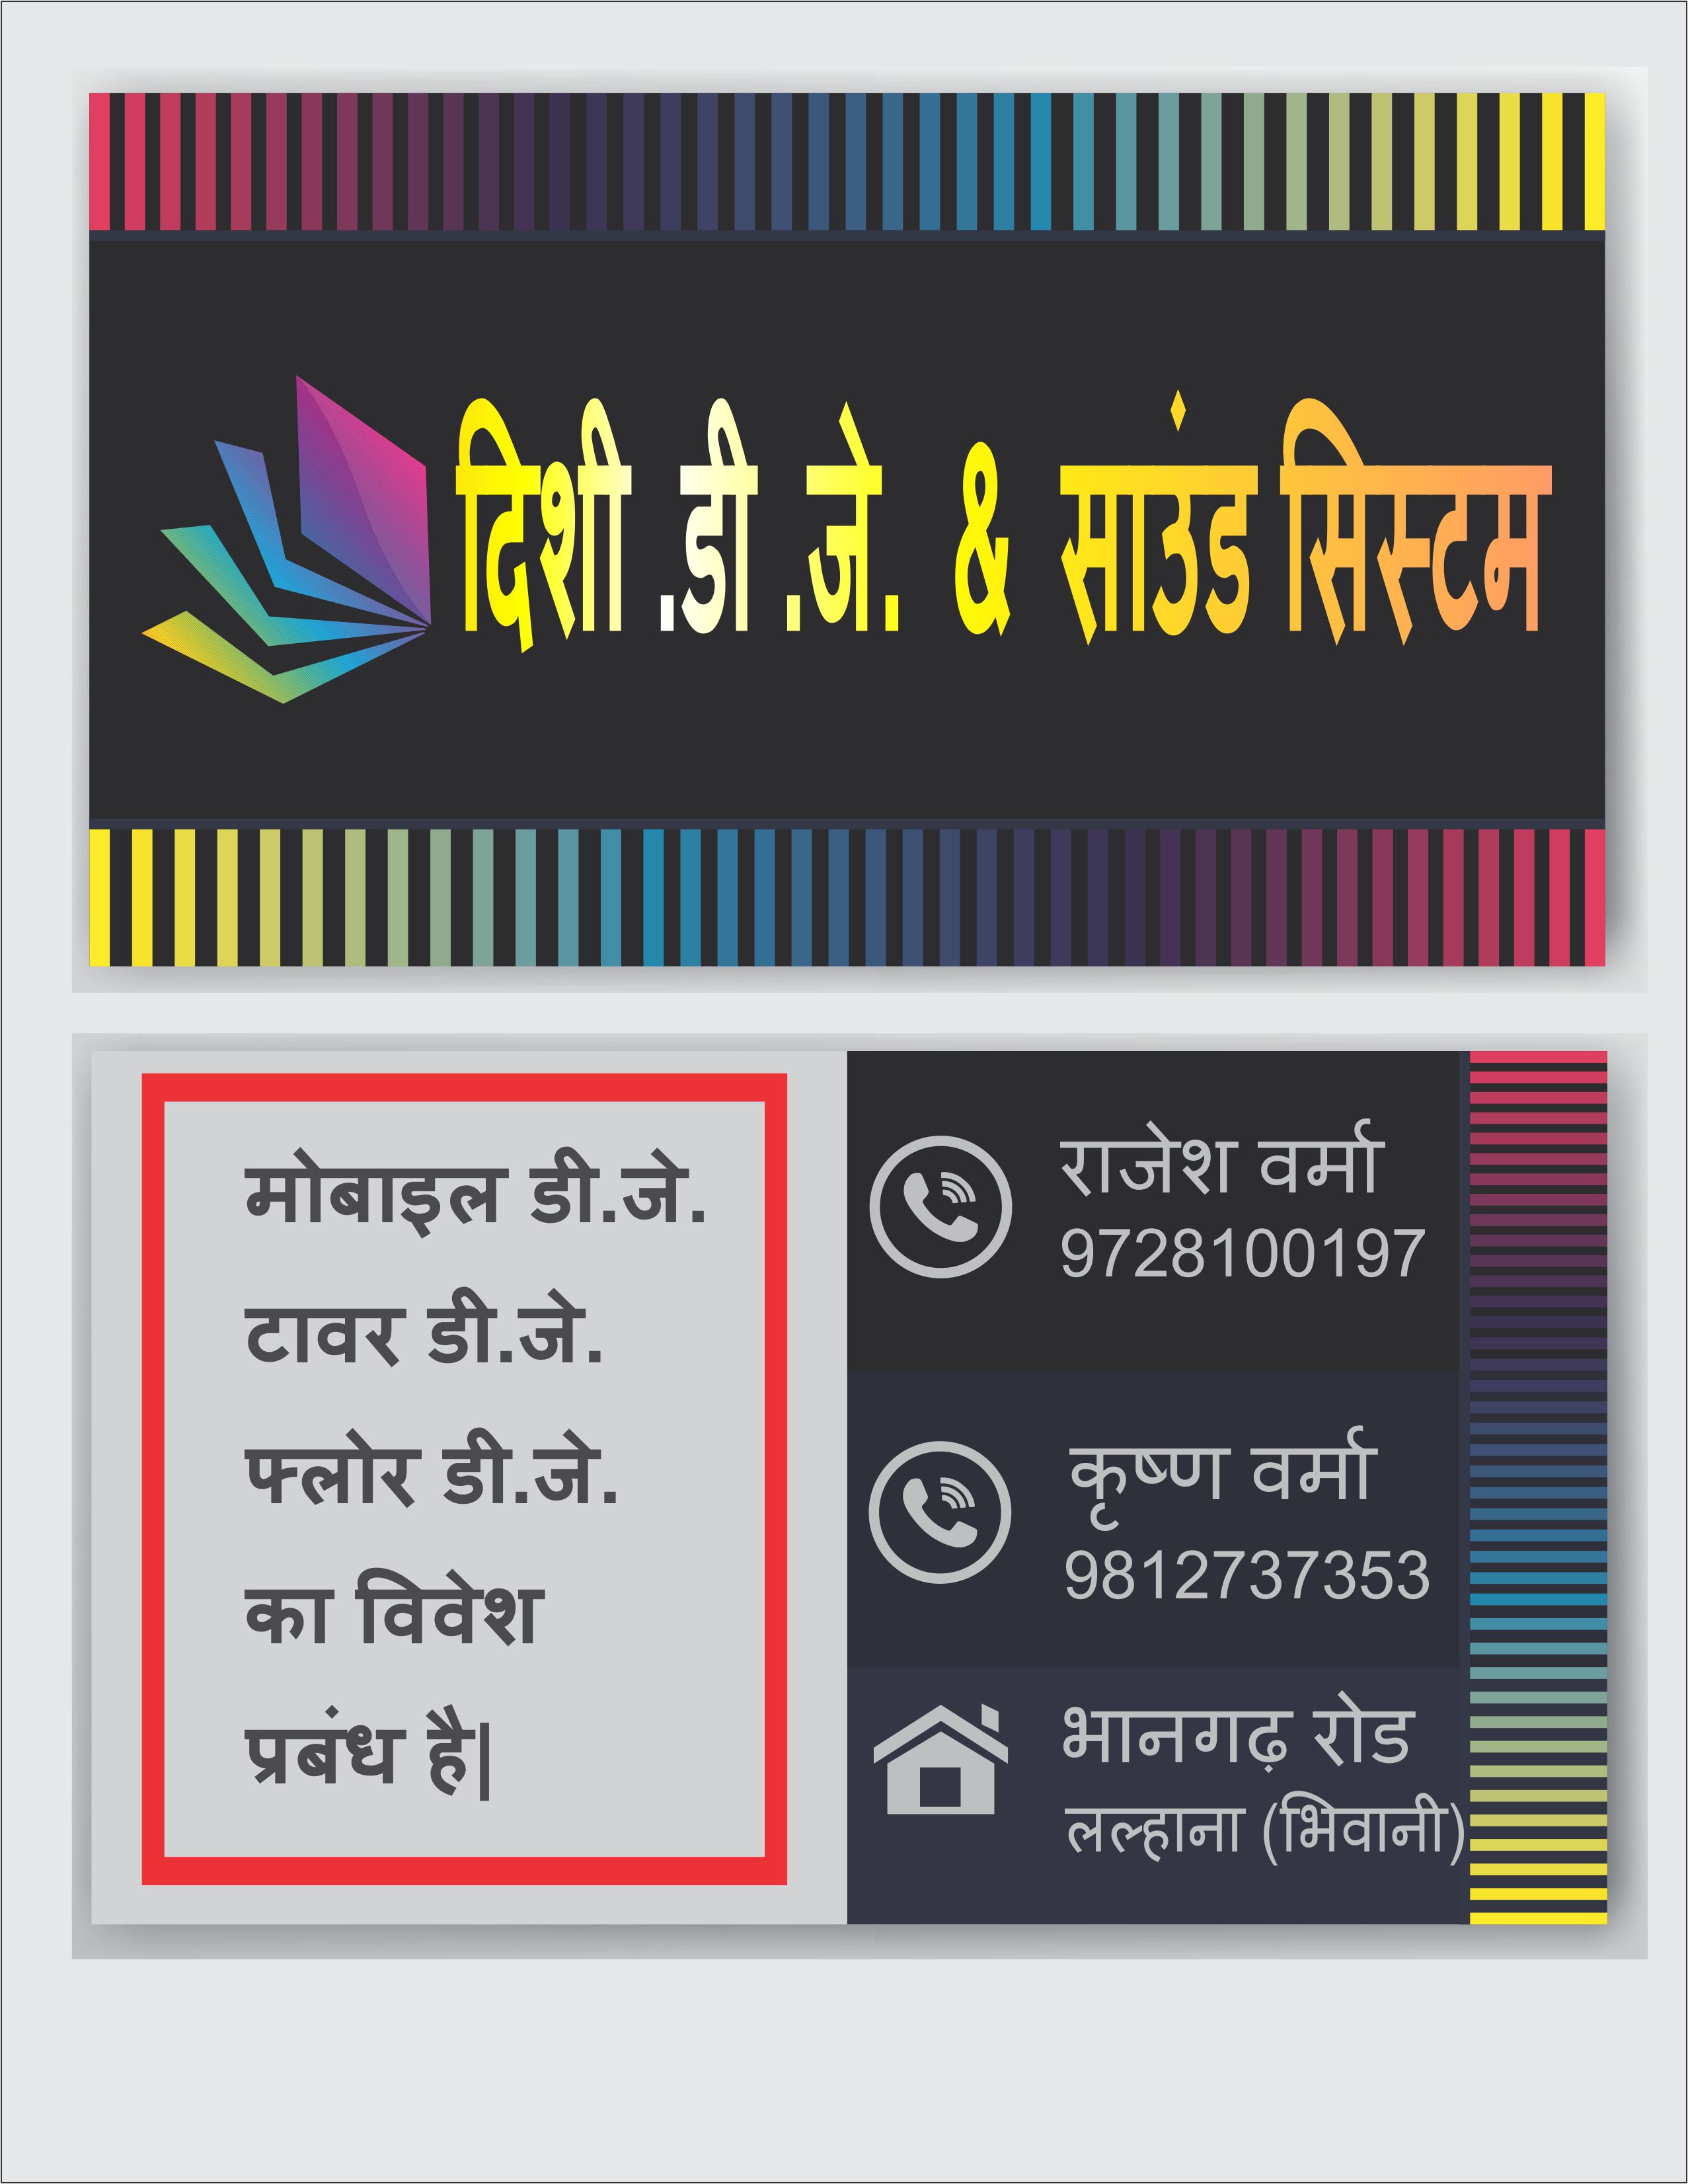 दिशी .डी .जे. & साउंड सिस्टम
मोबाइल डी.जे.
टावर डी.जे.
फ्लोर डी.जे.
का विवेश
प्रबंध है|
राजेश वर्मा
9728100197
कृष्ण वर्मा
9812737353
भानगढ़ रोड
लल्हाना (भिवानी)